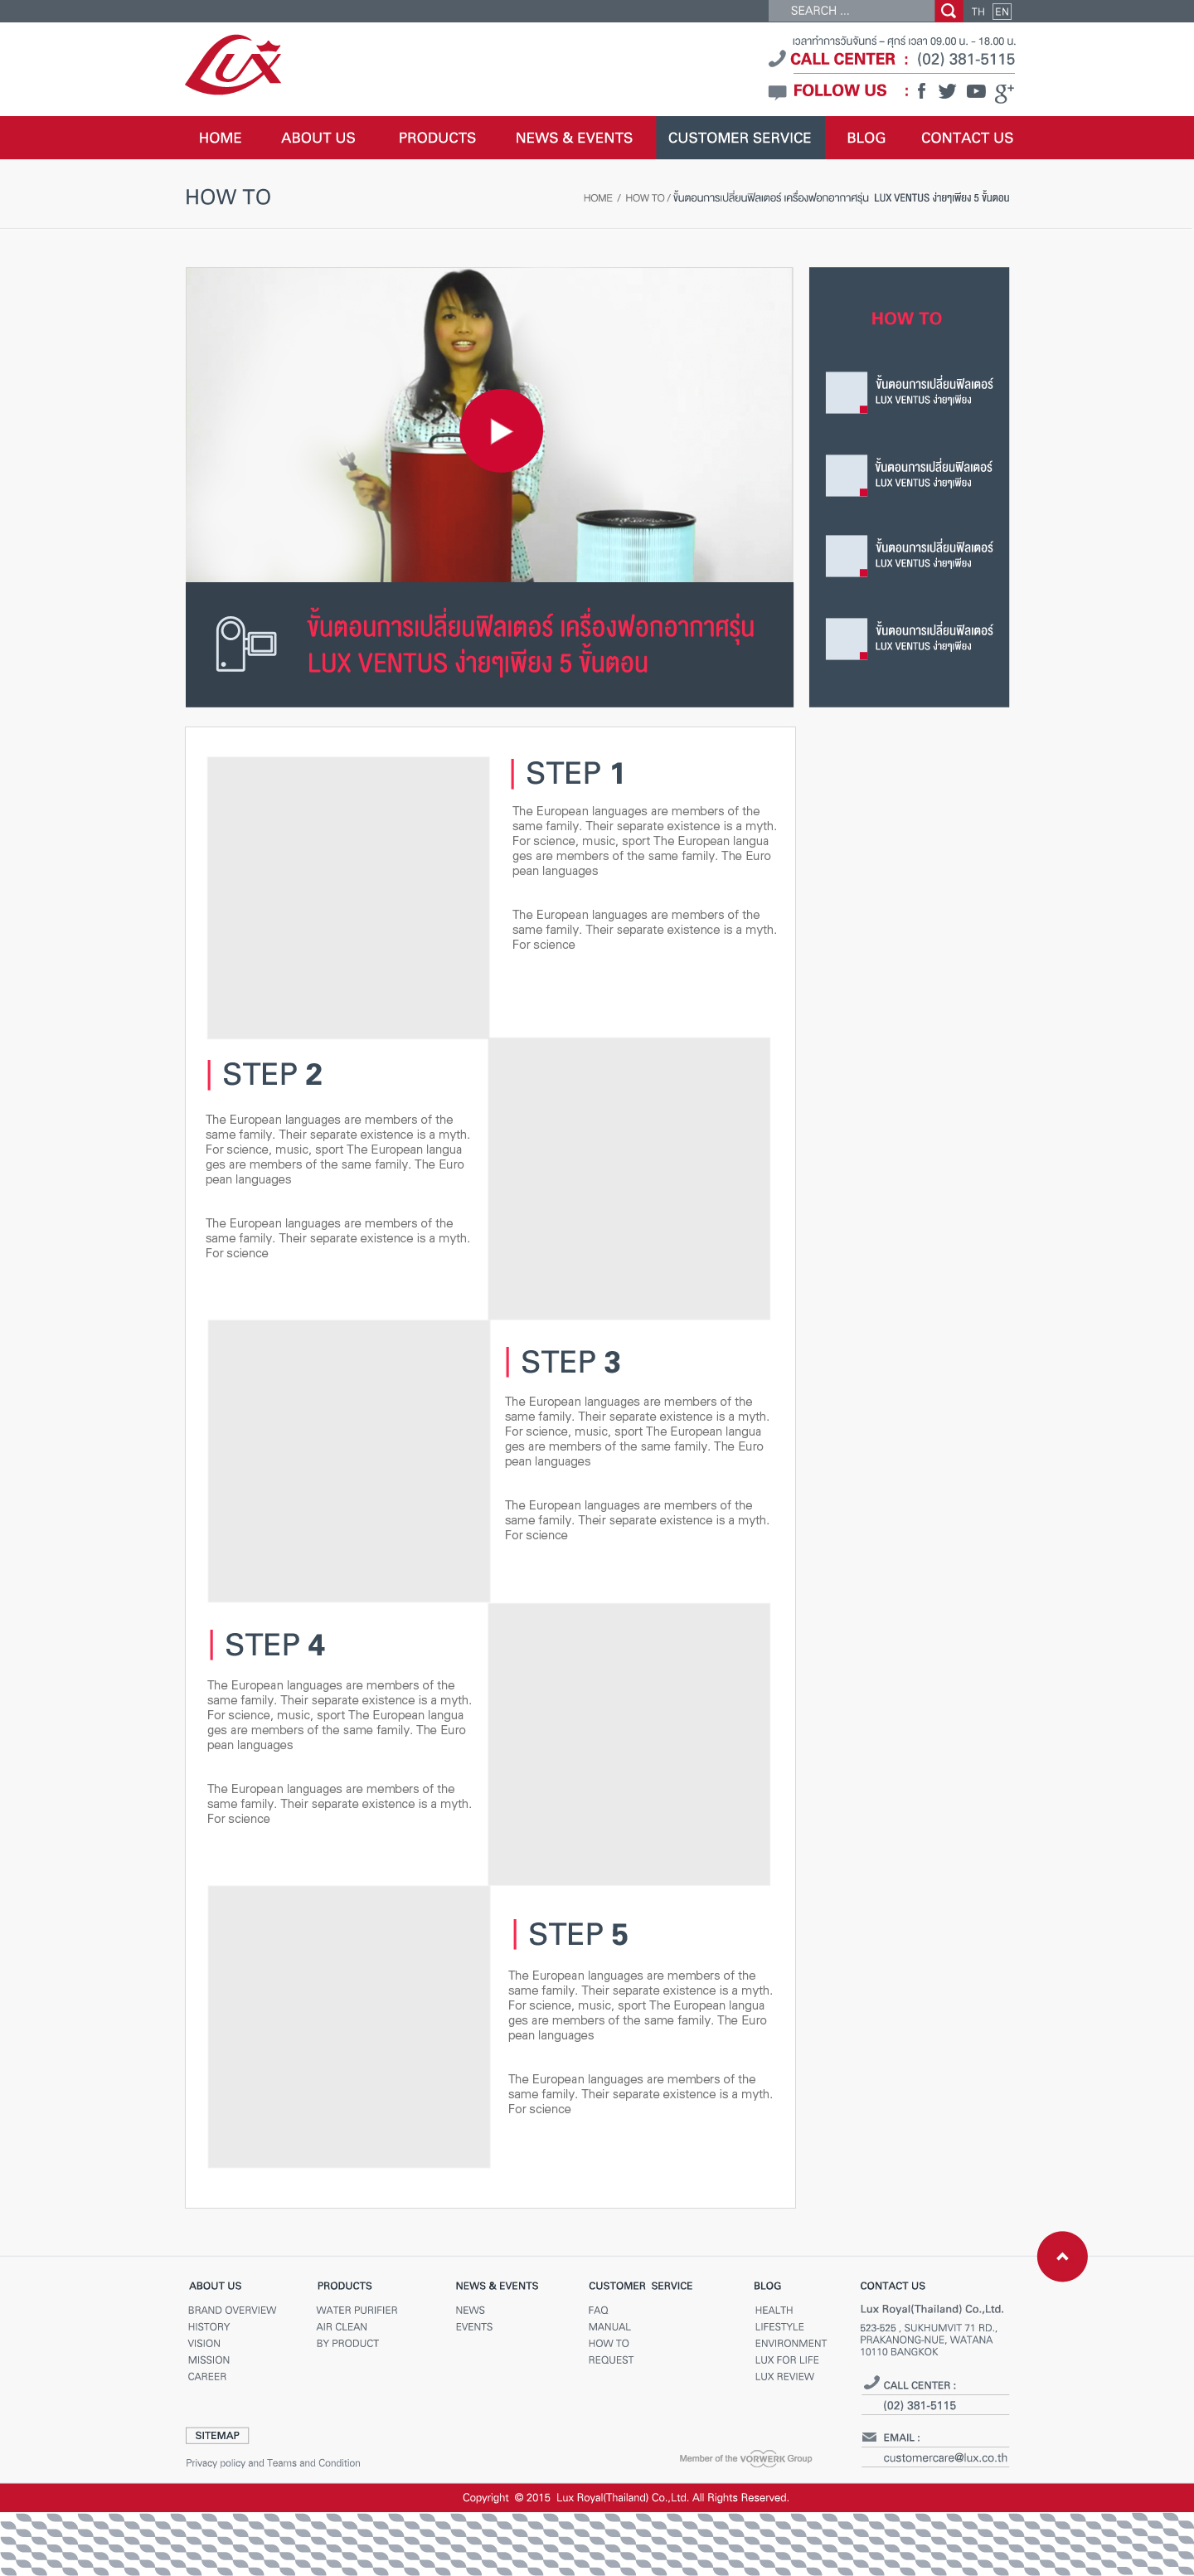 SEARCH ...
TH EN
LUX
เวลาทำการวันจันทร์ – ศุกร์ เวลา 09.00 น. - 18.00 น.
CALL CENTER : (02) 381-5115
FOLLOW US :
HOME ABOUT US PRODUCTS NEWS & EVENTS CUSTOMER SERVICE BLOG CONTACT US
HOW TO
HOME / HOW TO / ขั้นตอนการเปลี่ยนฟิลเตอร์ เครื่องฟอกอากาศรุ่น LUX VENTUS ง่ายๆเพียง 5 ขั้นตอน
ขั้นตอนการเปลี่ยนฟิลเตอร์ เครื่องฟอกอากาศรุ่น
LUX VENTUS ง่ายๆเพียง 5 ขั้นตอน
HOW TO
ขั้นตอนการเปลี่ยนฟิลเตอร์
LUX VENTUS ง่ายๆเพียง
ขั้นตอนการเปลี่ยนฟิลเตอร์
LUX VENTUS ง่ายๆเพียง
ขั้นตอนการเปลี่ยนฟิลเตอร์
LUX VENTUS ง่ายๆเพียง
ขั้นตอนการเปลี่ยนฟิลเตอร์
LUX VENTUS ง่ายๆเพียง
STEP 1
The European languages are members of the
same family. Their separate existence is a myth.
For science, music, sport The European langua
ges are members of the same family. The Euro
pean languages
The European languages are members of the
same family. Their separate existence is a myth.
For science
STEP 2
The European languages are members of the
same family. Their separate existence is a myth.
For science, music, sport The European langua
ges are members of the same family. The Euro
pean languages
The European languages are members of the
same family. Their separate existence is a myth.
For science
STEP 3
The European languages are members of the
same family. Their separate existence is a myth.
For science, music, sport The European langua
ges are members of the same family. The Euro
pean languages
The European languages are members of the
same family. Their separate existence is a myth.
For science
STEP 4
The European languages are members of the
same family. Their separate existence is a myth.
For science, music, sport The European langua
ges are members of the same family. The Euro
pean languages
The European languages are members of the
same family. Their separate existence is a myth.
For science
STEP 5
The European languages are members of the
same family. Their separate existence is a myth.
For science, music, sport The European langua
ges are members of the same family. The Euro
pean languages
The European languages are members of the
same family. Their separate existence is a myth.
For science
ABOUT US
BRAND OVERVIEW
HISTORY
VISION
MISSION
CAREER
PRODUCTS
WATER PURIFIER
AIR CLEAN
BY PRODUCT
NEWS & EVENTS
NEWS
EVENTS
CUSTOMER SERVICE
FAQ
MANUAL
HOW TO
REQUEST
BLOG
HEALTH
LIFESTYLE
ENVIRONMENT
LUX FOR LIFE
LUX REVIEW
CONTACT US
Lux Royal(Thailand) Co.,Ltd.
523-525 , SUKHUMVIT 71 RD.,
PRAKANONG-NUE, WATANA
10110 BANGKOK
CALL CENTER :
(02) 381-5115
EMAIL :
customercare@lux.co.th
SITEMAP
Privacy policy and Teams and Condition
Member of the VORWERK Group
Copyright © 2015 Lux Royal(Thailand) Co.,Ltd. All Rights Reserved.